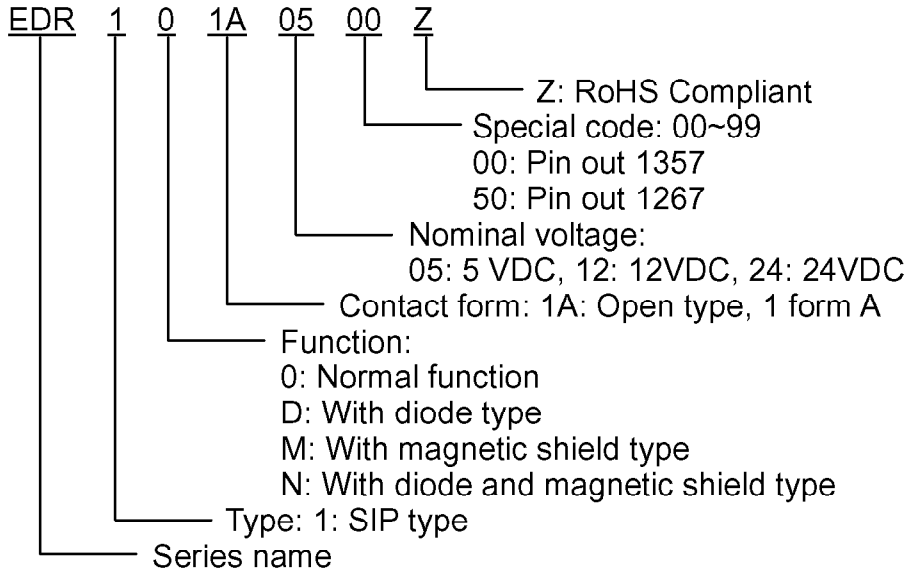 EDR 1 0 1A 05 00 Z
Z: RoHS Compliant
Special code: 00~99
00: Pin out 1357
50: Pin out 1267
Nominal voltage:
05: 5 VDC, 12: 12VDC, 24: 24VDC
Contact form: 1A: Open type, 1 form A
Function:
0: Normal function
D: With diode type
M: With magnetic shield type
N: With diode and magnetic shield type
Type: 1: SIP type
Series name